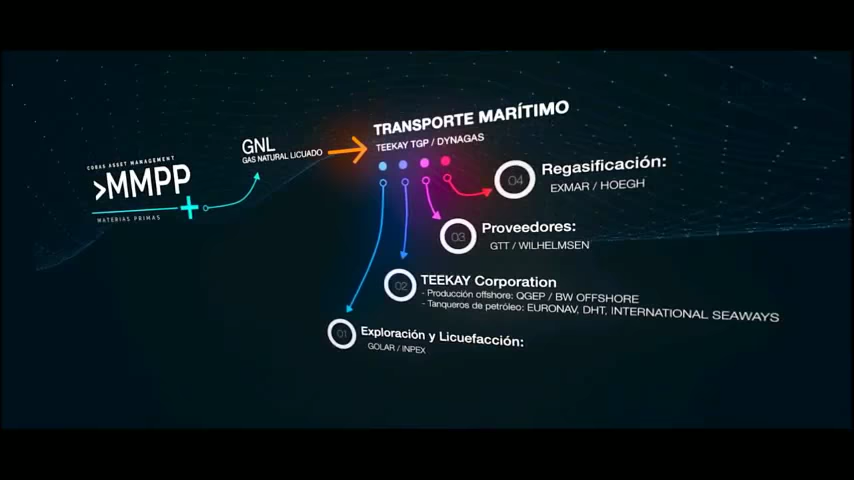 COBAS ASSET MANAGEMENT
>MMPP
MATERIAS PRIMAS
GNL
GAS NATURAL LICUADO
TRANSPORTE MARÍTIMO
TEEKAY TGP / DYNAGAS
04
Regasificación:
EXMAR / HOEGH
03
Proveedores:
GTT / WILHELMSEN
02
TEEKAY Corporation
- Producción offshore: QGEP / BW OFFSHORE
- Tanqueros de petróleo: EURONAV, DHT, INTERNATIONAL SEAWAYS
01
Exploración y Licuefacción:
GOLAR / INPEX